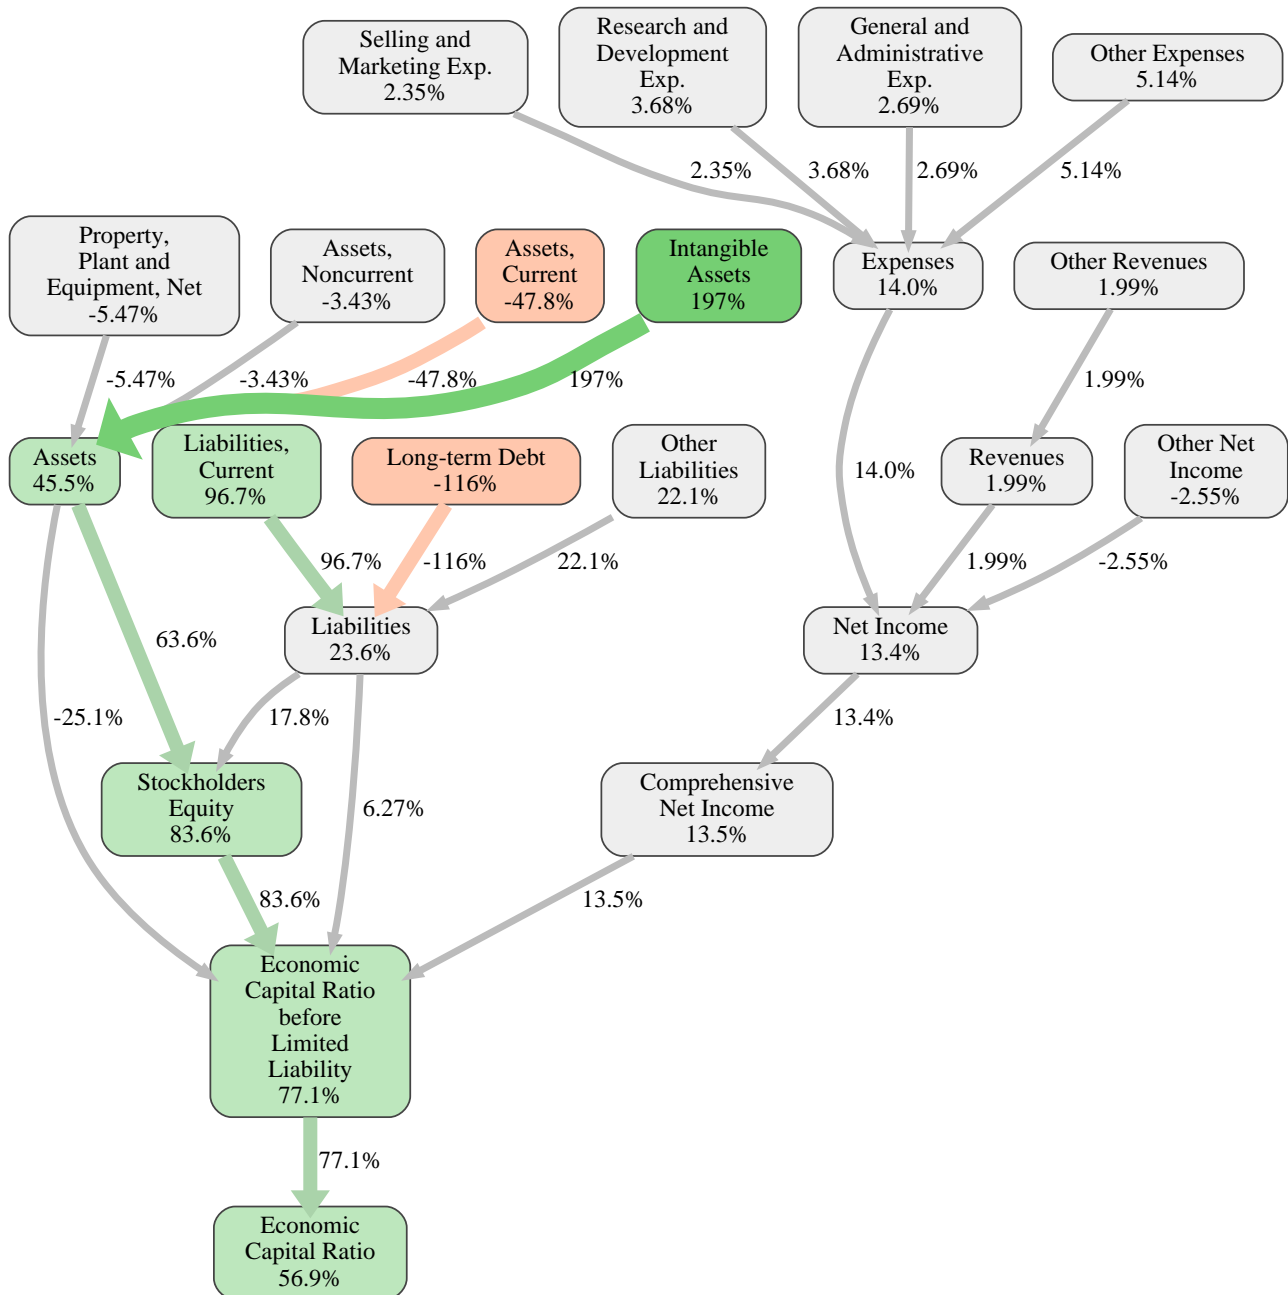 Selling and
Marketing Exp.
2.35%
Research and
Development
Exp.
3.68%
General and
Administrative
Exp.
2.69%
Other Expenses
5.14%
2.35%
3.68%
2.69%
5.14%
Property,
Plant and
Equipment, Net
-5.47%
Assets,
Noncurrent
-3.43%
Assets,
Current
-47.8%
Intangible
Assets
197%
Expenses
14.0%
Other Revenues
1.99%
-5.47%
-3.43%
-47.8%
197%
1.99%
Assets
45.5%
Liabilities,
Current
96.7%
Long-term Debt
-116%
Other
Liabilities
22.1%
14.0%
Revenues
1.99%
Other Net
Income
-2.55%
96.7%
-116%
22.1%
1.99%
-2.55%
63.6%
Liabilities
23.6%
Net Income
13.4%
-25.1%
17.8%
13.4%
Stockholders
Equity
83.6%
6.27%
Comprehensive
Net Income
13.5%
83.6%
13.5%
Economic
Capital Ratio
before
Limited
Liability
77.1%
77.1%
Economic
Capital Ratio
56.9%